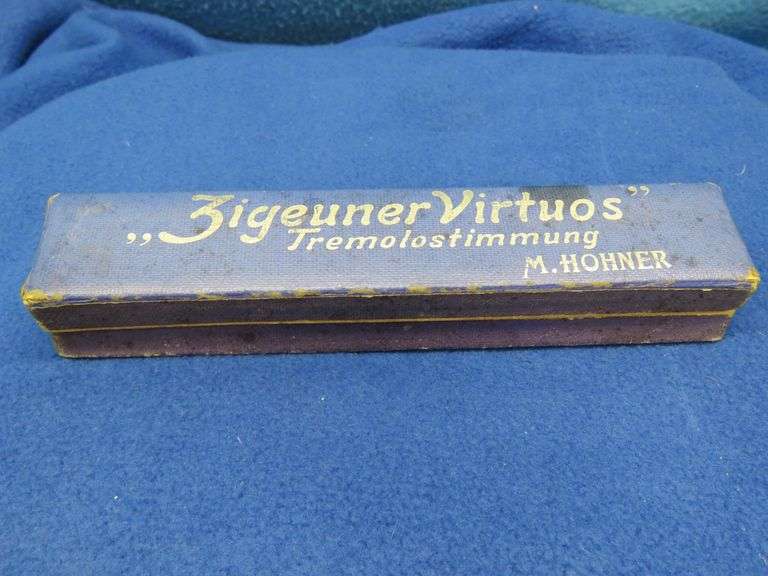 „Zigeuner Virtuos”
Tremolostimmung
M. HOHNER